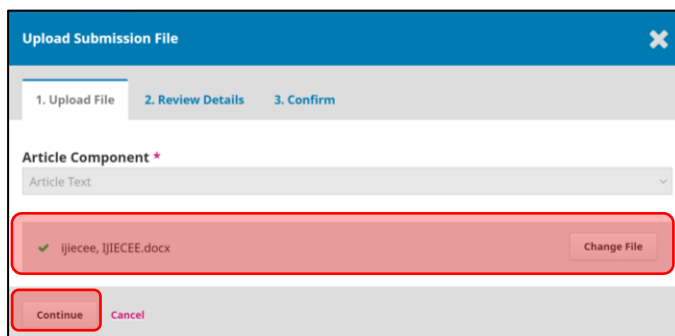 Upload Submission File
1. Upload File 2. Review Details 3. Confirm
Article Component *
Article Text
ijiecee, IJIECEE.docx Change File
Continue Cancel